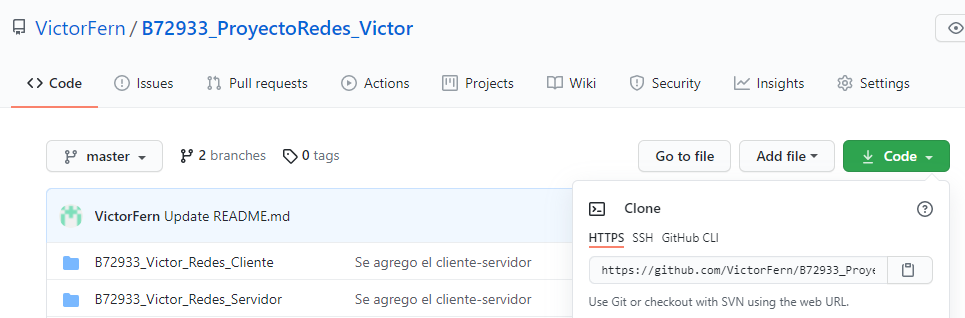 VictorFern / B72933_ProyectoRedes_Victor
Code Issues Pull requests Actions Projects Wiki Security Insights Settings
master 2 branches 0 tags Go to file Add file Code
VictorFern Update README.md
Clone
HTTPS SSH GitHub CLI
B72933_Victor_Redes_Cliente Se agrego el cliente-servidor
https://github.com/VictorFern/B72933_Proye
B72933_Victor_Redes_Servidor Se agrego el cliente-servidor
Use Git or checkout with SVN using the web URL.